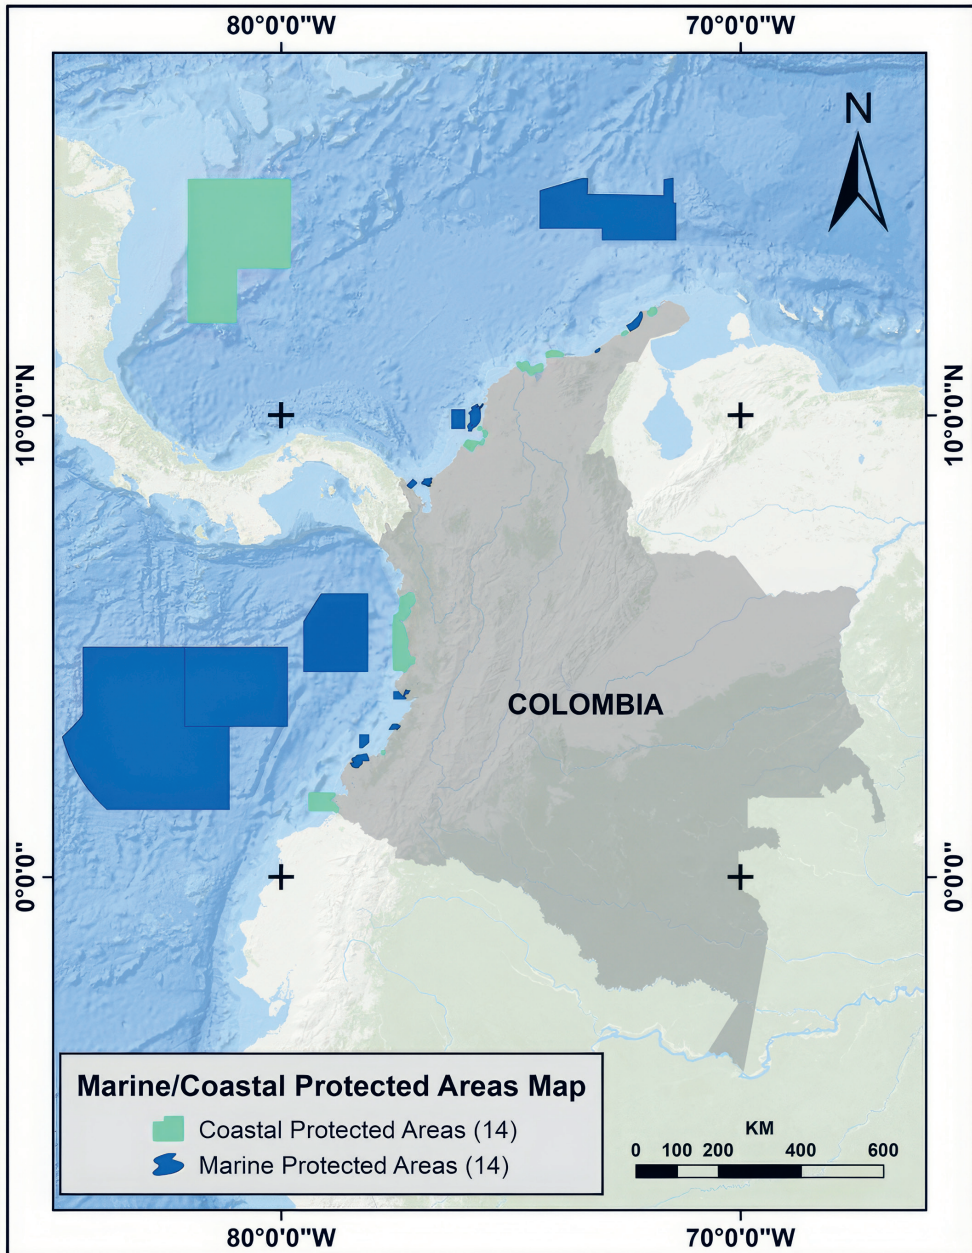 80°0'0"W
70°0'0"W
N
10°0'0"N
10°0'0"N
COLOMBIA
0°0'0"
0°0'0"
Marine/Coastal Protected Areas Map
Coastal Protected Areas (14)
Marine Protected Areas (14)
KM
0 100 200 400 600
80°0'0"W
70°0'0"W